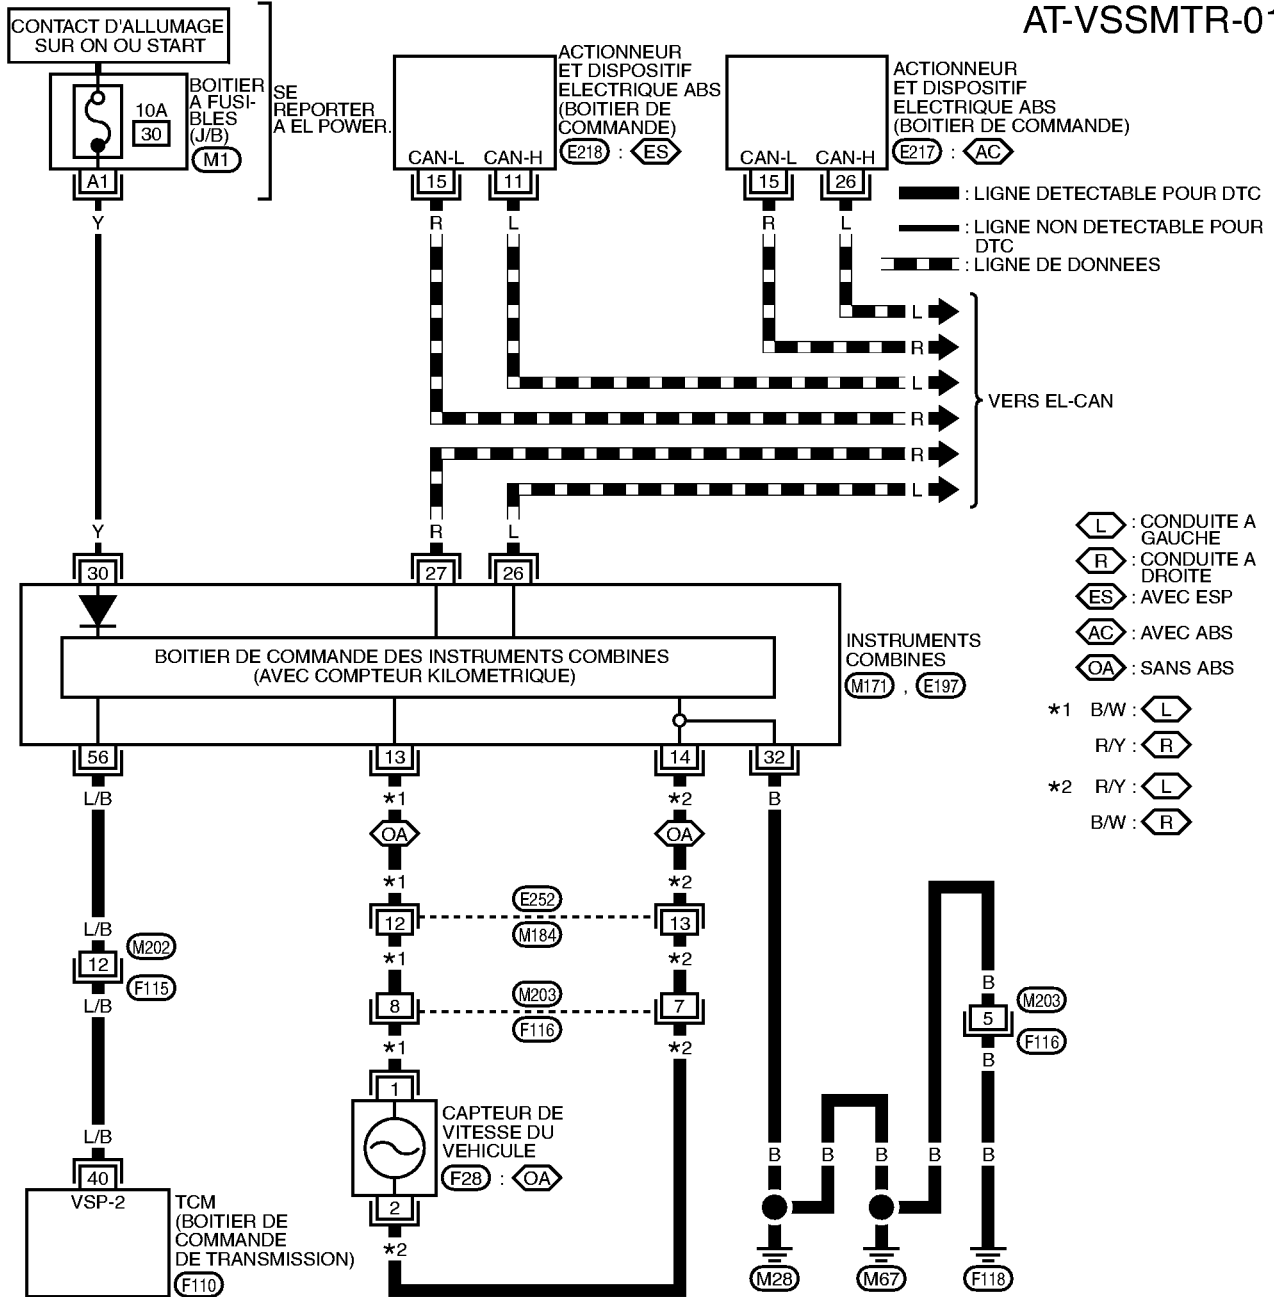 AT-VSSMTR-01
CONTACT D'ALLUMAGE
SUR ON OU START
BOITIER
A FUSI-
BLES
(J/B)
M1
10A
30
A1
SE
REPORTER
A EL POWER.
ACTIONNEUR
ET DISPOSITIF
ELECTRIQUE ABS
(BOITIER DE
COMMANDE)
E218 : ES
CAN-L CAN-H
15 11
ACTIONNEUR
ET DISPOSITIF
ELECTRIQUE ABS
(BOITIER DE COMMANDE)
E217 : AC
CAN-L CAN-H
15 26
: LIGNE DETECTABLE POUR DTC
: LIGNE NON DETECTABLE POUR
DTC
: LIGNE DE DONNEES
Y R L R L
L
R
L
R
R
L
VERS EL-CAN
Y R L
30 27 26
L : CONDUITE A
GAUCHE
R : CONDUITE A
DROITE
ES : AVEC ESP
AC : AVEC ABS
OA : SANS ABS
*1 B/W : L
R/Y : R
*2 R/Y : L
B/W : R
BOITIER DE COMMANDE DES INSTRUMENTS COMBINES
(AVEC COMPTEUR KILOMETRIQUE)
INSTRUMENTS
COMBINES
M171 , E197
56 13 14 32
L/B *1 *2 B
OA OA
*1 *2
12 E252 13
M184
L/B *1 *2
12 M202
F115
L/B
8 M203 7
F116
*1 *2
B
5 M203
F116
B
1
CAPTEUR DE
VITESSE DU
VEHICULE
F28 : OA
2
*2
L/B
40
VSP-2
TCM
(BOITIER DE
COMMANDE
DE TRANSMISSION)
F110
B B B B B
M28 M67 F118